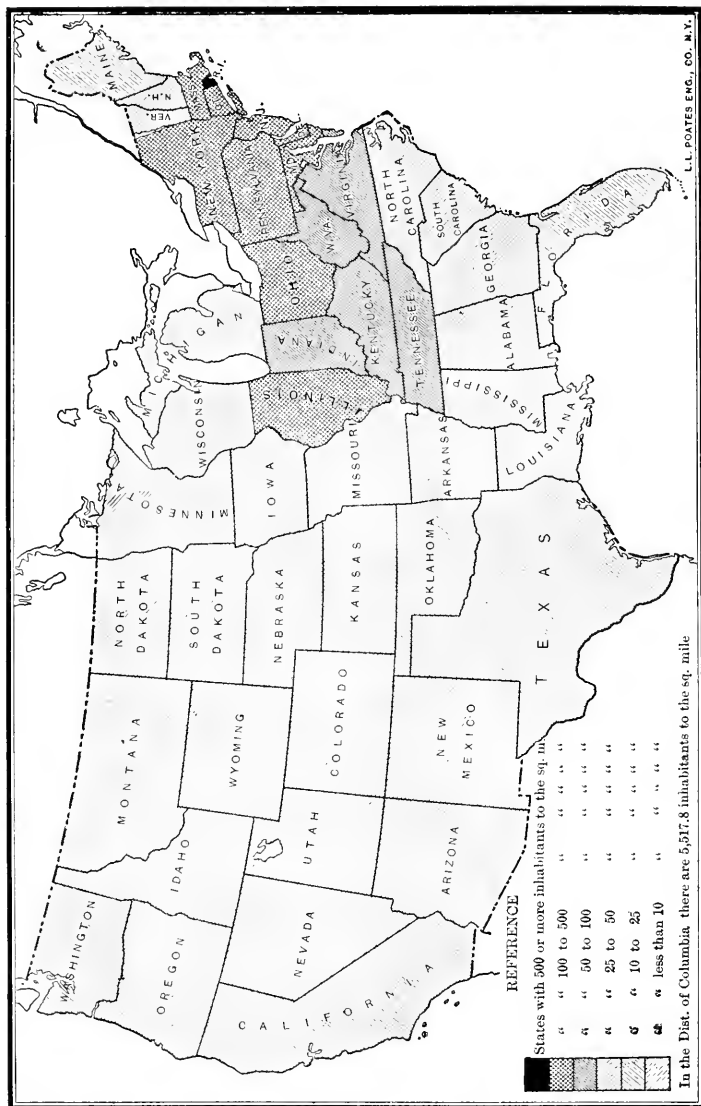 WASHINGTON
OREGON
CALIFORNIA
IDAHO
NEVADA
MONTANA
WYOMING
UTAH
ARIZONA
COLORADO
NEW
MEXICO
NORTH
DAKOTA
SOUTH
DAKOTA
NEBRASKA
KANSAS
OKLAHOMA
TEXAS
MINNESOTA
IOWA
MISSOURI
ARKANSAS
LOUISIANA
WISCONSIN
MICHIGAN
ILLINOIS
INDIANA
OHIO
KENTUCKY
TENNESSEE
MISSISSIPPI
ALABAMA
GEORGIA
FLORIDA
SOUTH
CAROLINA
NORTH
CAROLINA
VIRGINIA
W.VA.
MD.
PENNSYLVANIA
NEW YORK
N.J.
VER.
N.H.
MAINE
MASS.
R.I.
REFERENCE
States with 500 or more inhabitants to the sq. mi
" " 100 to 500 " " " " "
" " 50 to 100 " " " " "
" " 25 to 50 " " " " "
" " 10 to 25 " " " " "
" " less than 10 " " " " "
In the Dist. of Columbia there are 5,517.8 inhabitants to the sq. mile
L.L. POATES ENG., CO. N.Y.